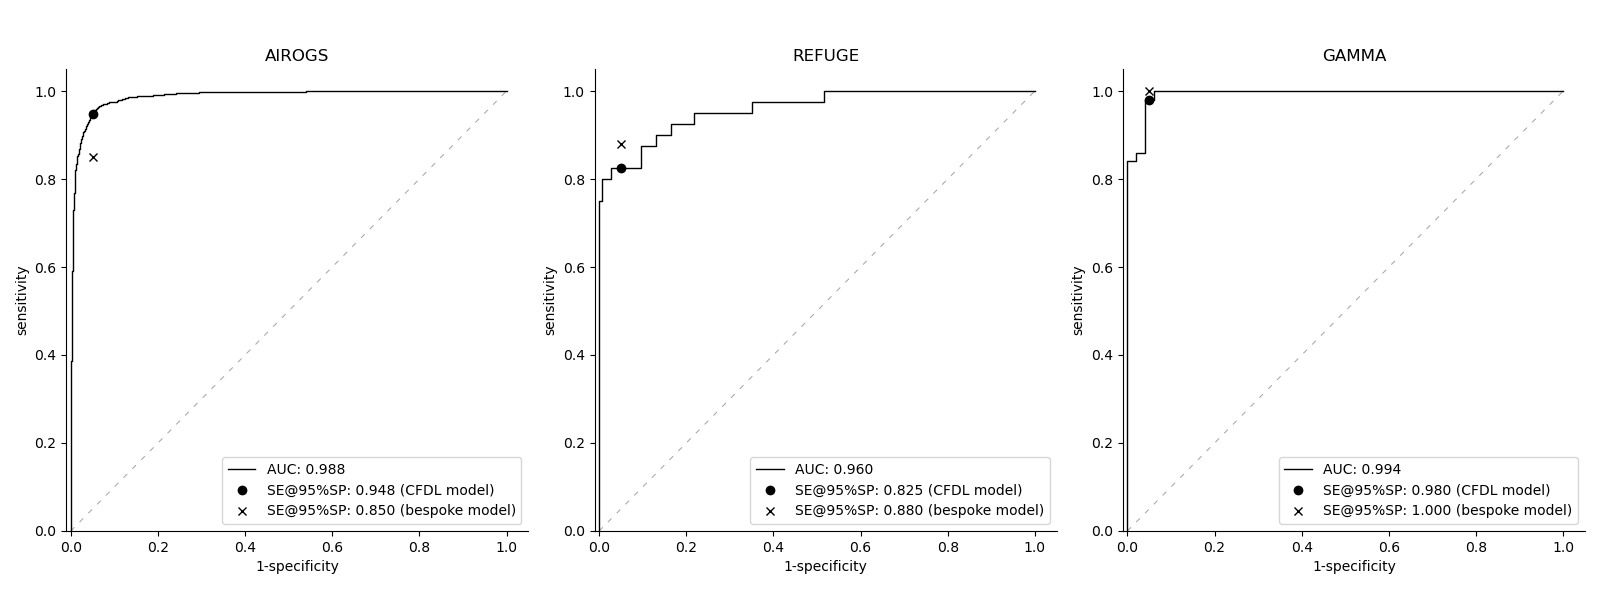 AIROGS
1.0
0.8
0.6
0.4
0.2
0.0
sensitivity
AUC: 0.988
SE@95%SP: 0.948 (CFDL model)
SE@95%SP: 0.850 (bespoke model)
0.0 0.2 0.4 0.6 0.8 1.0
1-specificity
REFUGE
1.0
0.8
0.6
0.4
0.2
0.0
sensitivity
AUC: 0.960
SE@95%SP: 0.825 (CFDL model)
SE@95%SP: 0.880 (bespoke model)
0.0 0.2 0.4 0.6 0.8 1.0
1-specificity
GAMMA
1.0
0.8
0.6
0.4
0.2
0.0
sensitivity
AUC: 0.994
SE@95%SP: 0.980 (CFDL model)
SE@95%SP: 1.000 (bespoke model)
0.0 0.2 0.4 0.6 0.8 1.0
1-specificity